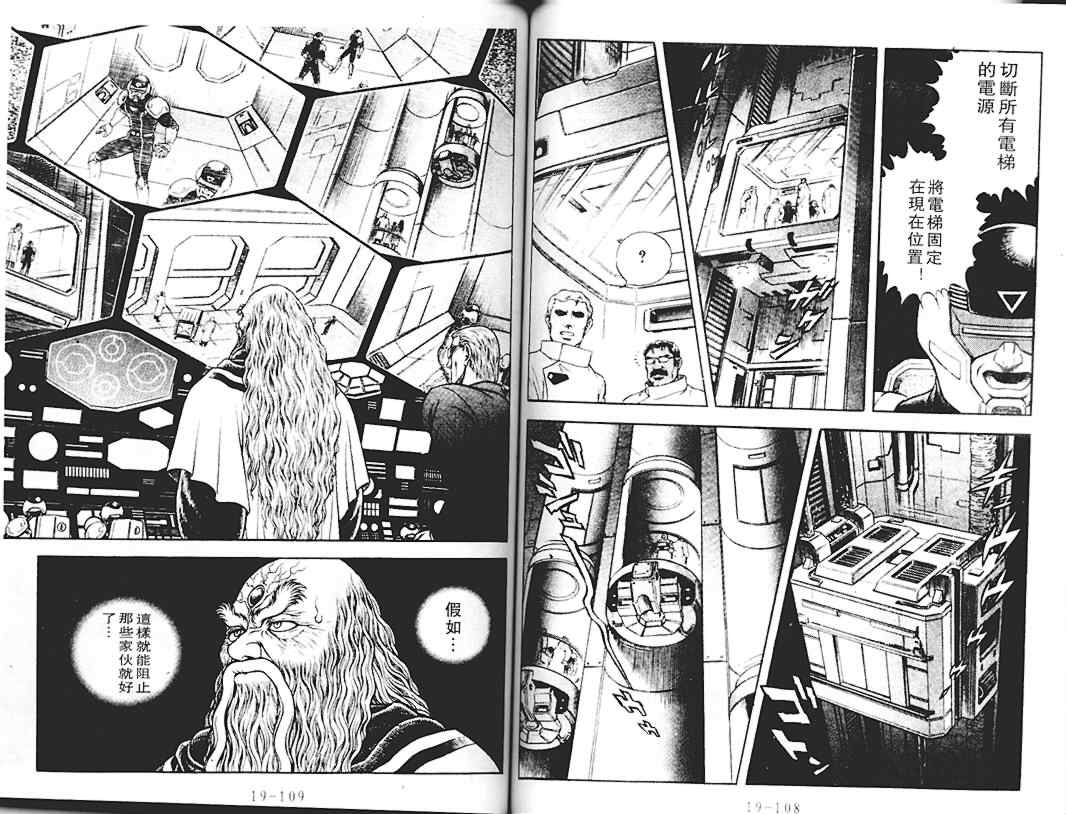 切斷所有電梯
的電源
將電梯固定
在現在位置！
？
假如…
這樣就能阻止
那些家伙就好
了…
19-108
19-109